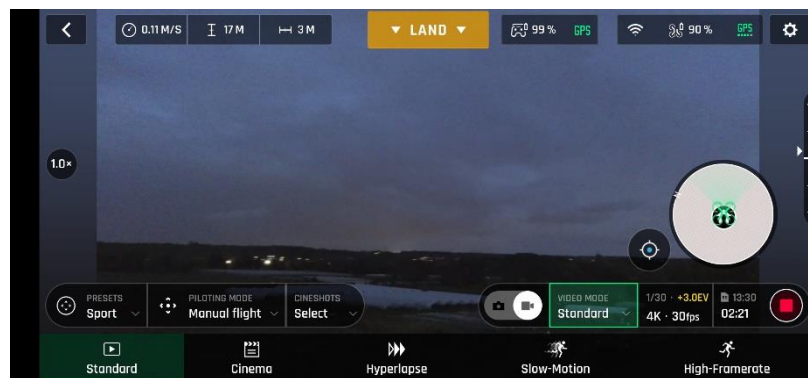 0.11 M/S
17 M
3 M
LAND
99 %
GPS
90 %
GPS
1.0×
PRESETS
Sport
PILOTING MODE
Manual flight
CINESHOTS
Select
VIDEO MODE
Standard
1/30 · +3.0EV
4K · 30fps
13:30
02:21
Standard
Cinema
Hyperlapse
Slow-Motion
High-Framerate